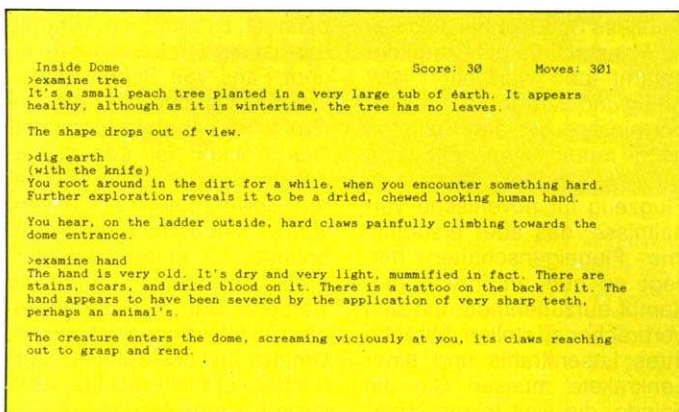 Inside Dome Score: 30 Moves: 301
>examine tree
It's a small peach tree planted in a very large tub of earth. It appears
healthy, although as it is wintertime, the tree has no leaves.
The shape drops out of view.
>dig earth
(with the knife)
You root around in the dirt for a while, when you encounter something hard.
Further exploration reveals it to be a dried, chewed looking human hand.
You hear, on the ladder outside, hard claws painfully climbing towards the
dome entrance.
>examine hand
The hand is very old. It's dry and very light, mummified in fact. There are
stains, scars, and dried blood on it. There is a tattoo on the back of it. The
hand appears to have been severed by the application of very sharp teeth,
perhaps an animal's.
The creature enters the dome, screaming viciously at you, its claws reaching
out to grasp and rend.